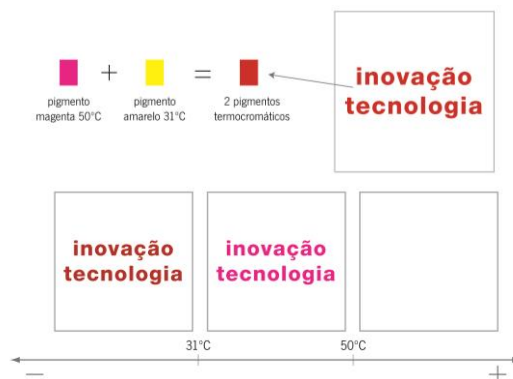 +
=
pigmento
magenta 50°C
pigmento
amarelo 31°C
2 pigmentos
termocromáticos
inovação
tecnologia
inovação
tecnologia
inovação
tecnologia
31°C
50°C
—
+